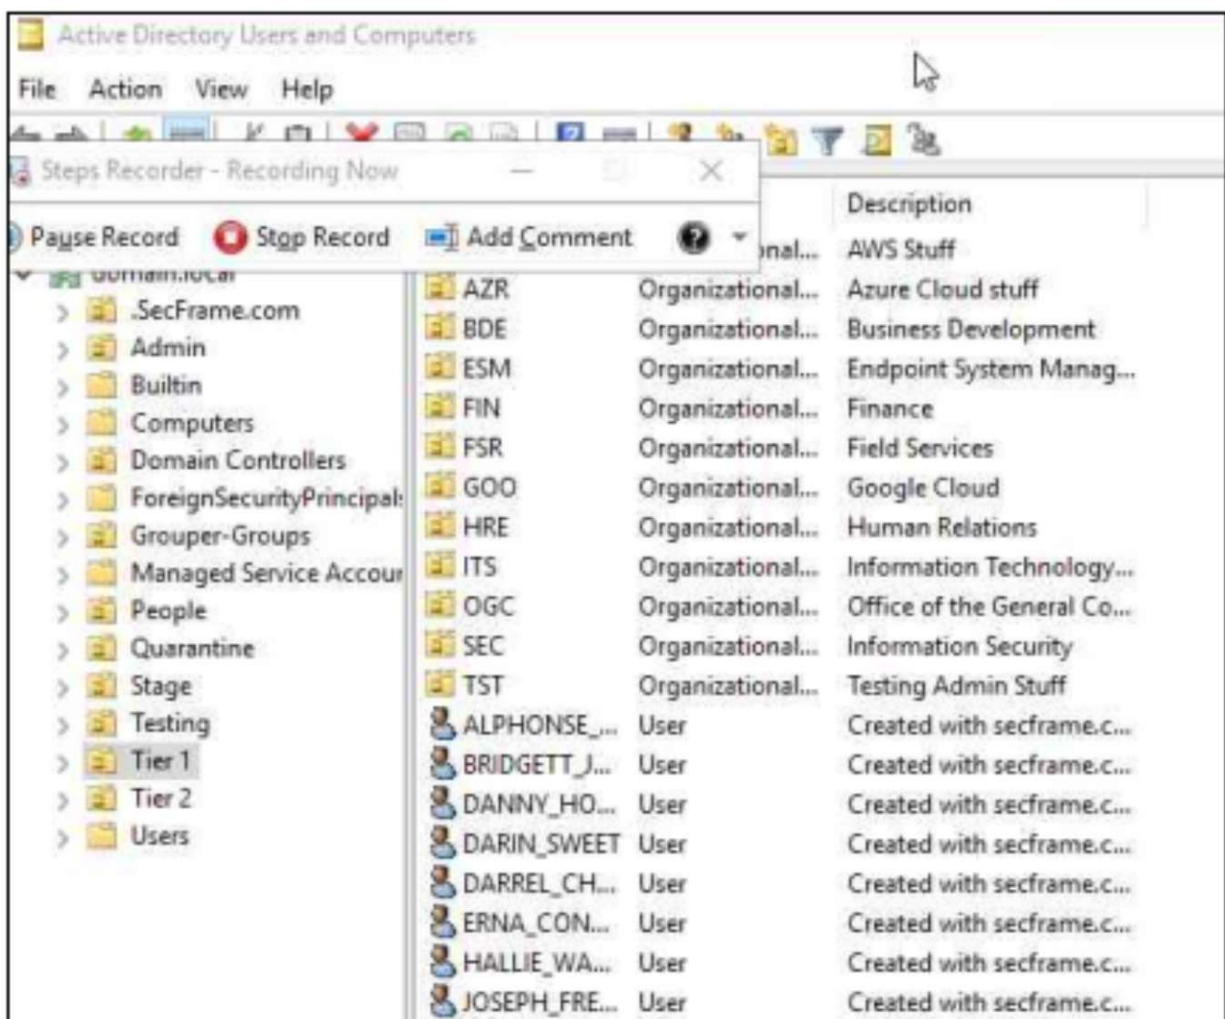 Active Directory Users and Computers
File Action View Help
Steps Recorder - Recording Now
Pause Record Stop Record Add Comment
Description
onal... AWS Stuff
domain.local
.SecFrame.com
Admin
Builtin
Computers
Domain Controllers
ForeignSecurityPrincipal
Grouper-Groups
Managed Service Accour
People
Quarantine
Stage
Testing
Tier 1
Tier 2
Users
AZR Organizational... Azure Cloud stuff
BDE Organizational... Business Development
ESM Organizational... Endpoint System Manag...
FIN Organizational... Finance
FSR Organizational... Field Services
GOO Organizational... Google Cloud
HRE Organizational... Human Relations
ITS Organizational... Information Technology...
OGC Organizational... Office of the General Co...
SEC Organizational... Information Security
TST Organizational... Testing Admin Stuff
ALPHONSE_... User Created with secframe.c...
BRIDGETT_J... User Created with secframe.c...
DANNY_HO... User Created with secframe.c...
DARIN_SWEET User Created with secframe.c...
DARREL_CH... User Created with secframe.c...
ERNA_CON... User Created with secframe.c...
HALLIE_WA... User Created with secframe.c...
JOSEPH_FRE... User Created with secframe.c...